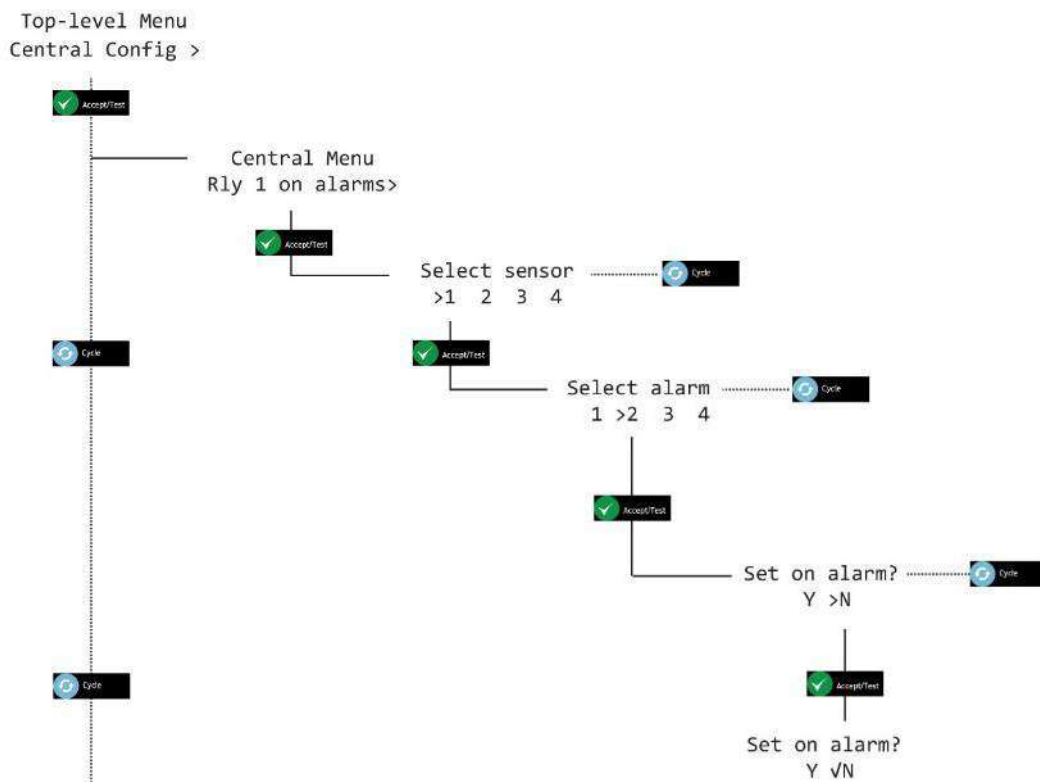 Top-level Menu
Central Config >
Accept/Test
Central Menu
Rly 1 on alarms>
Accept/Test
Select sensor
Cycle
>1 2 3 4
Cycle
Accept/Test
Select alarm
Cycle
1 >2 3 4
Accept/Test
Set on alarm?
Cycle
Y >N
Cycle
Accept/Test
Set on alarm?
Y √N